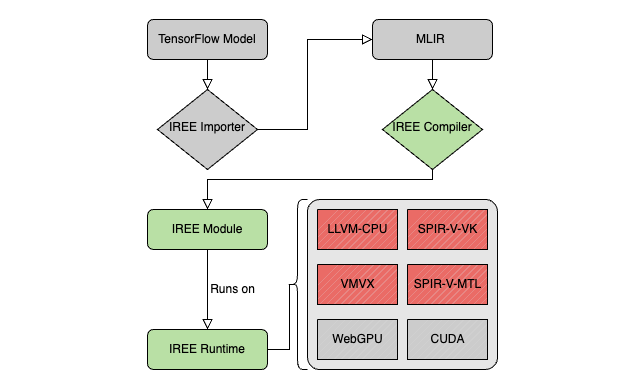 TensorFlow Model
MLIR
IREE Importer
IREE Compiler
IREE Module
LLVM-CPU
SPIR-V-VK
VMVX
SPIR-V-MTL
Runs on
IREE Runtime
WebGPU
CUDA